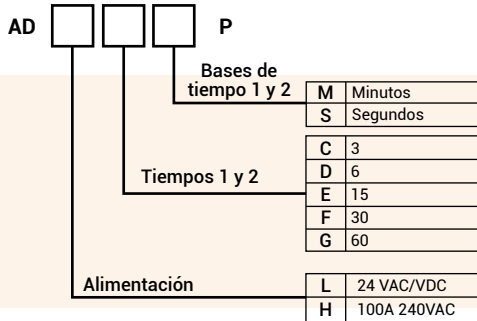 AD P
Bases de
tiempo 1 y 2
M Minutos
S Segundos
Tiempos 1 y 2
C 3
D 6
E 15
F 30
G 60
Alimentación
L 24 VAC/VDC
H 100A 240VAC